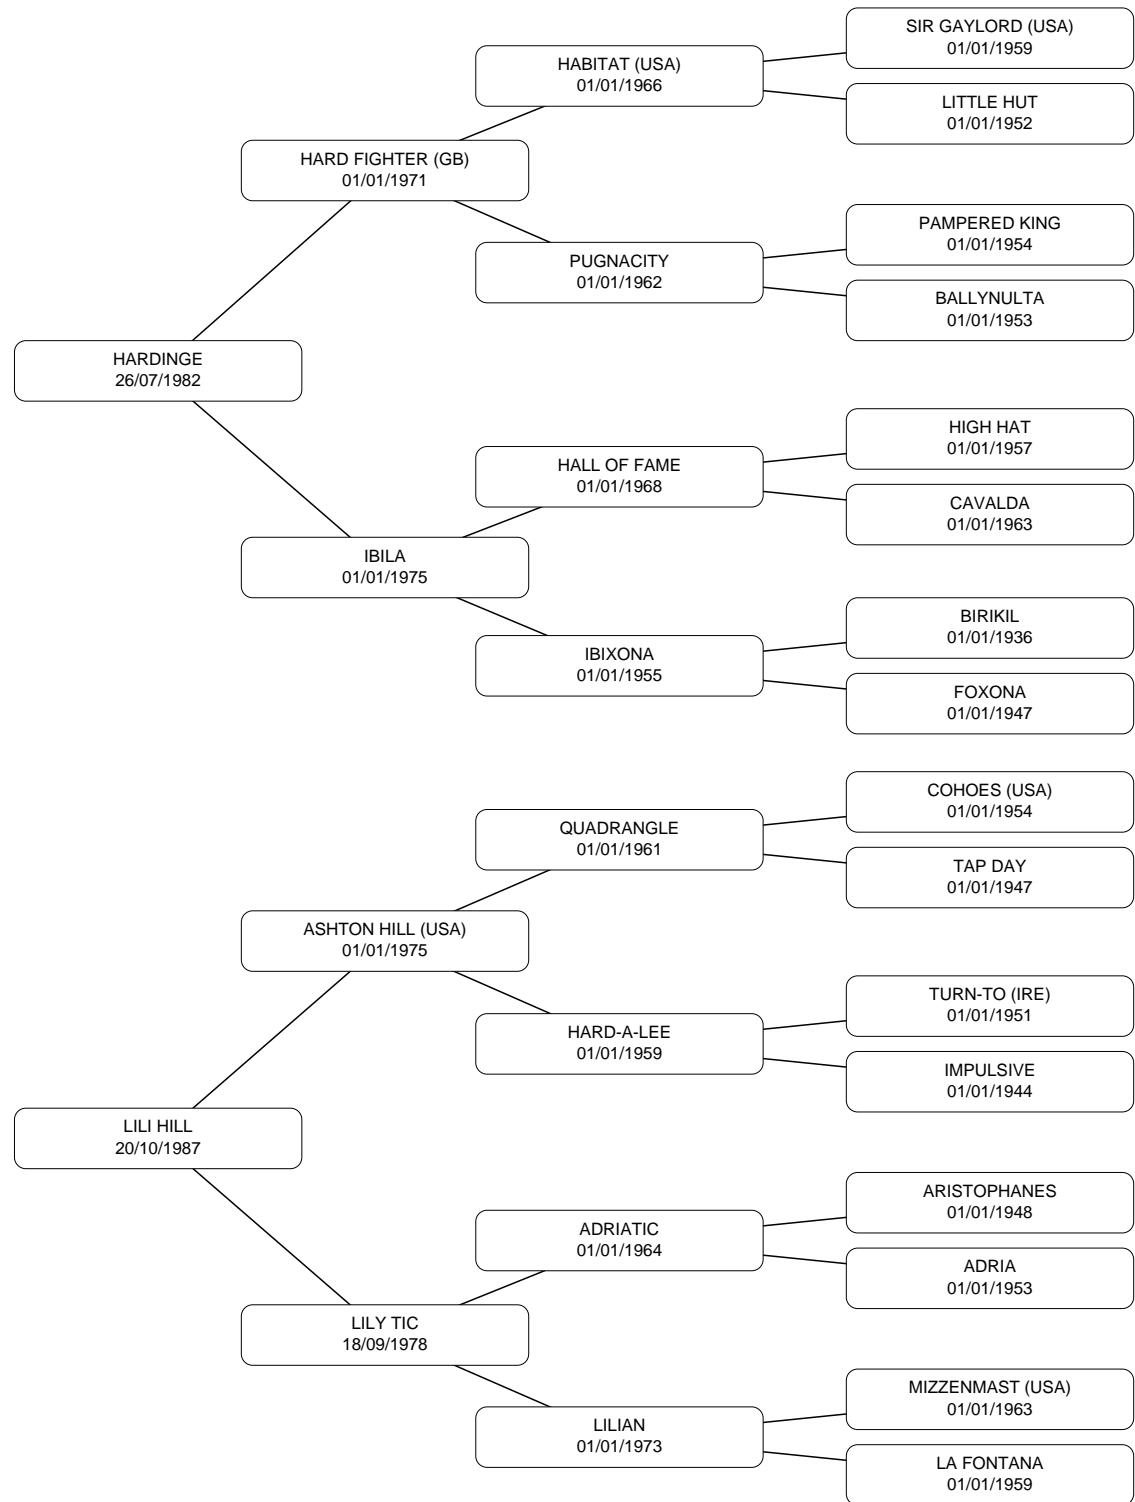 SIR GAYLORD (USA)
01/01/1959
HABITAT (USA)
01/01/1966
LITTLE HUT
01/01/1952
HARD FIGHTER (GB)
01/01/1971
PAMPERED KING
01/01/1954
PUGNACITY
01/01/1962
BALLYNULTA
01/01/1953
HARDINGE
26/07/1982
HIGH HAT
01/01/1957
HALL OF FAME
01/01/1968
CAVALDA
01/01/1963
IBILA
01/01/1975
BIRIKIL
01/01/1936
IBIXONA
01/01/1955
FOXONA
01/01/1947
COHOES (USA)
01/01/1954
QUADRANGLE
01/01/1961
TAP DAY
01/01/1947
ASHTON HILL (USA)
01/01/1975
TURN-TO (IRE)
01/01/1951
HARD-A-LEE
01/01/1959
IMPULSIVE
01/01/1944
LILI HILL
20/10/1987
ARISTOPHANES
01/01/1948
ADRIATIC
01/01/1964
ADRIA
01/01/1953
LILY TIC
18/09/1978
MIZZENMAST (USA)
01/01/1963
LILIAN
01/01/1973
LA FONTANA
01/01/1959